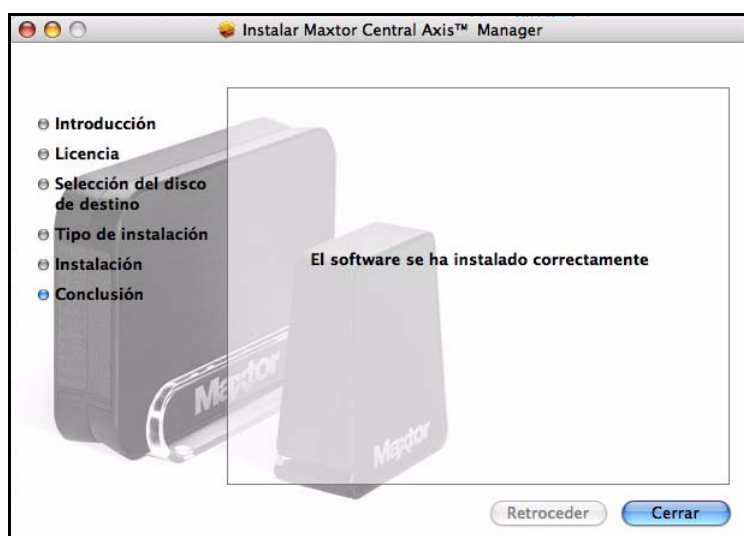 Instalar Maxtor Central Axis™ Manager
Introducción
Licencia
Selección del disco
de destino
Tipo de instalación
Instalación
Conclusión
El software se ha instalado correctamente
Maxtor
Maxtor
Retroceder
Cerrar